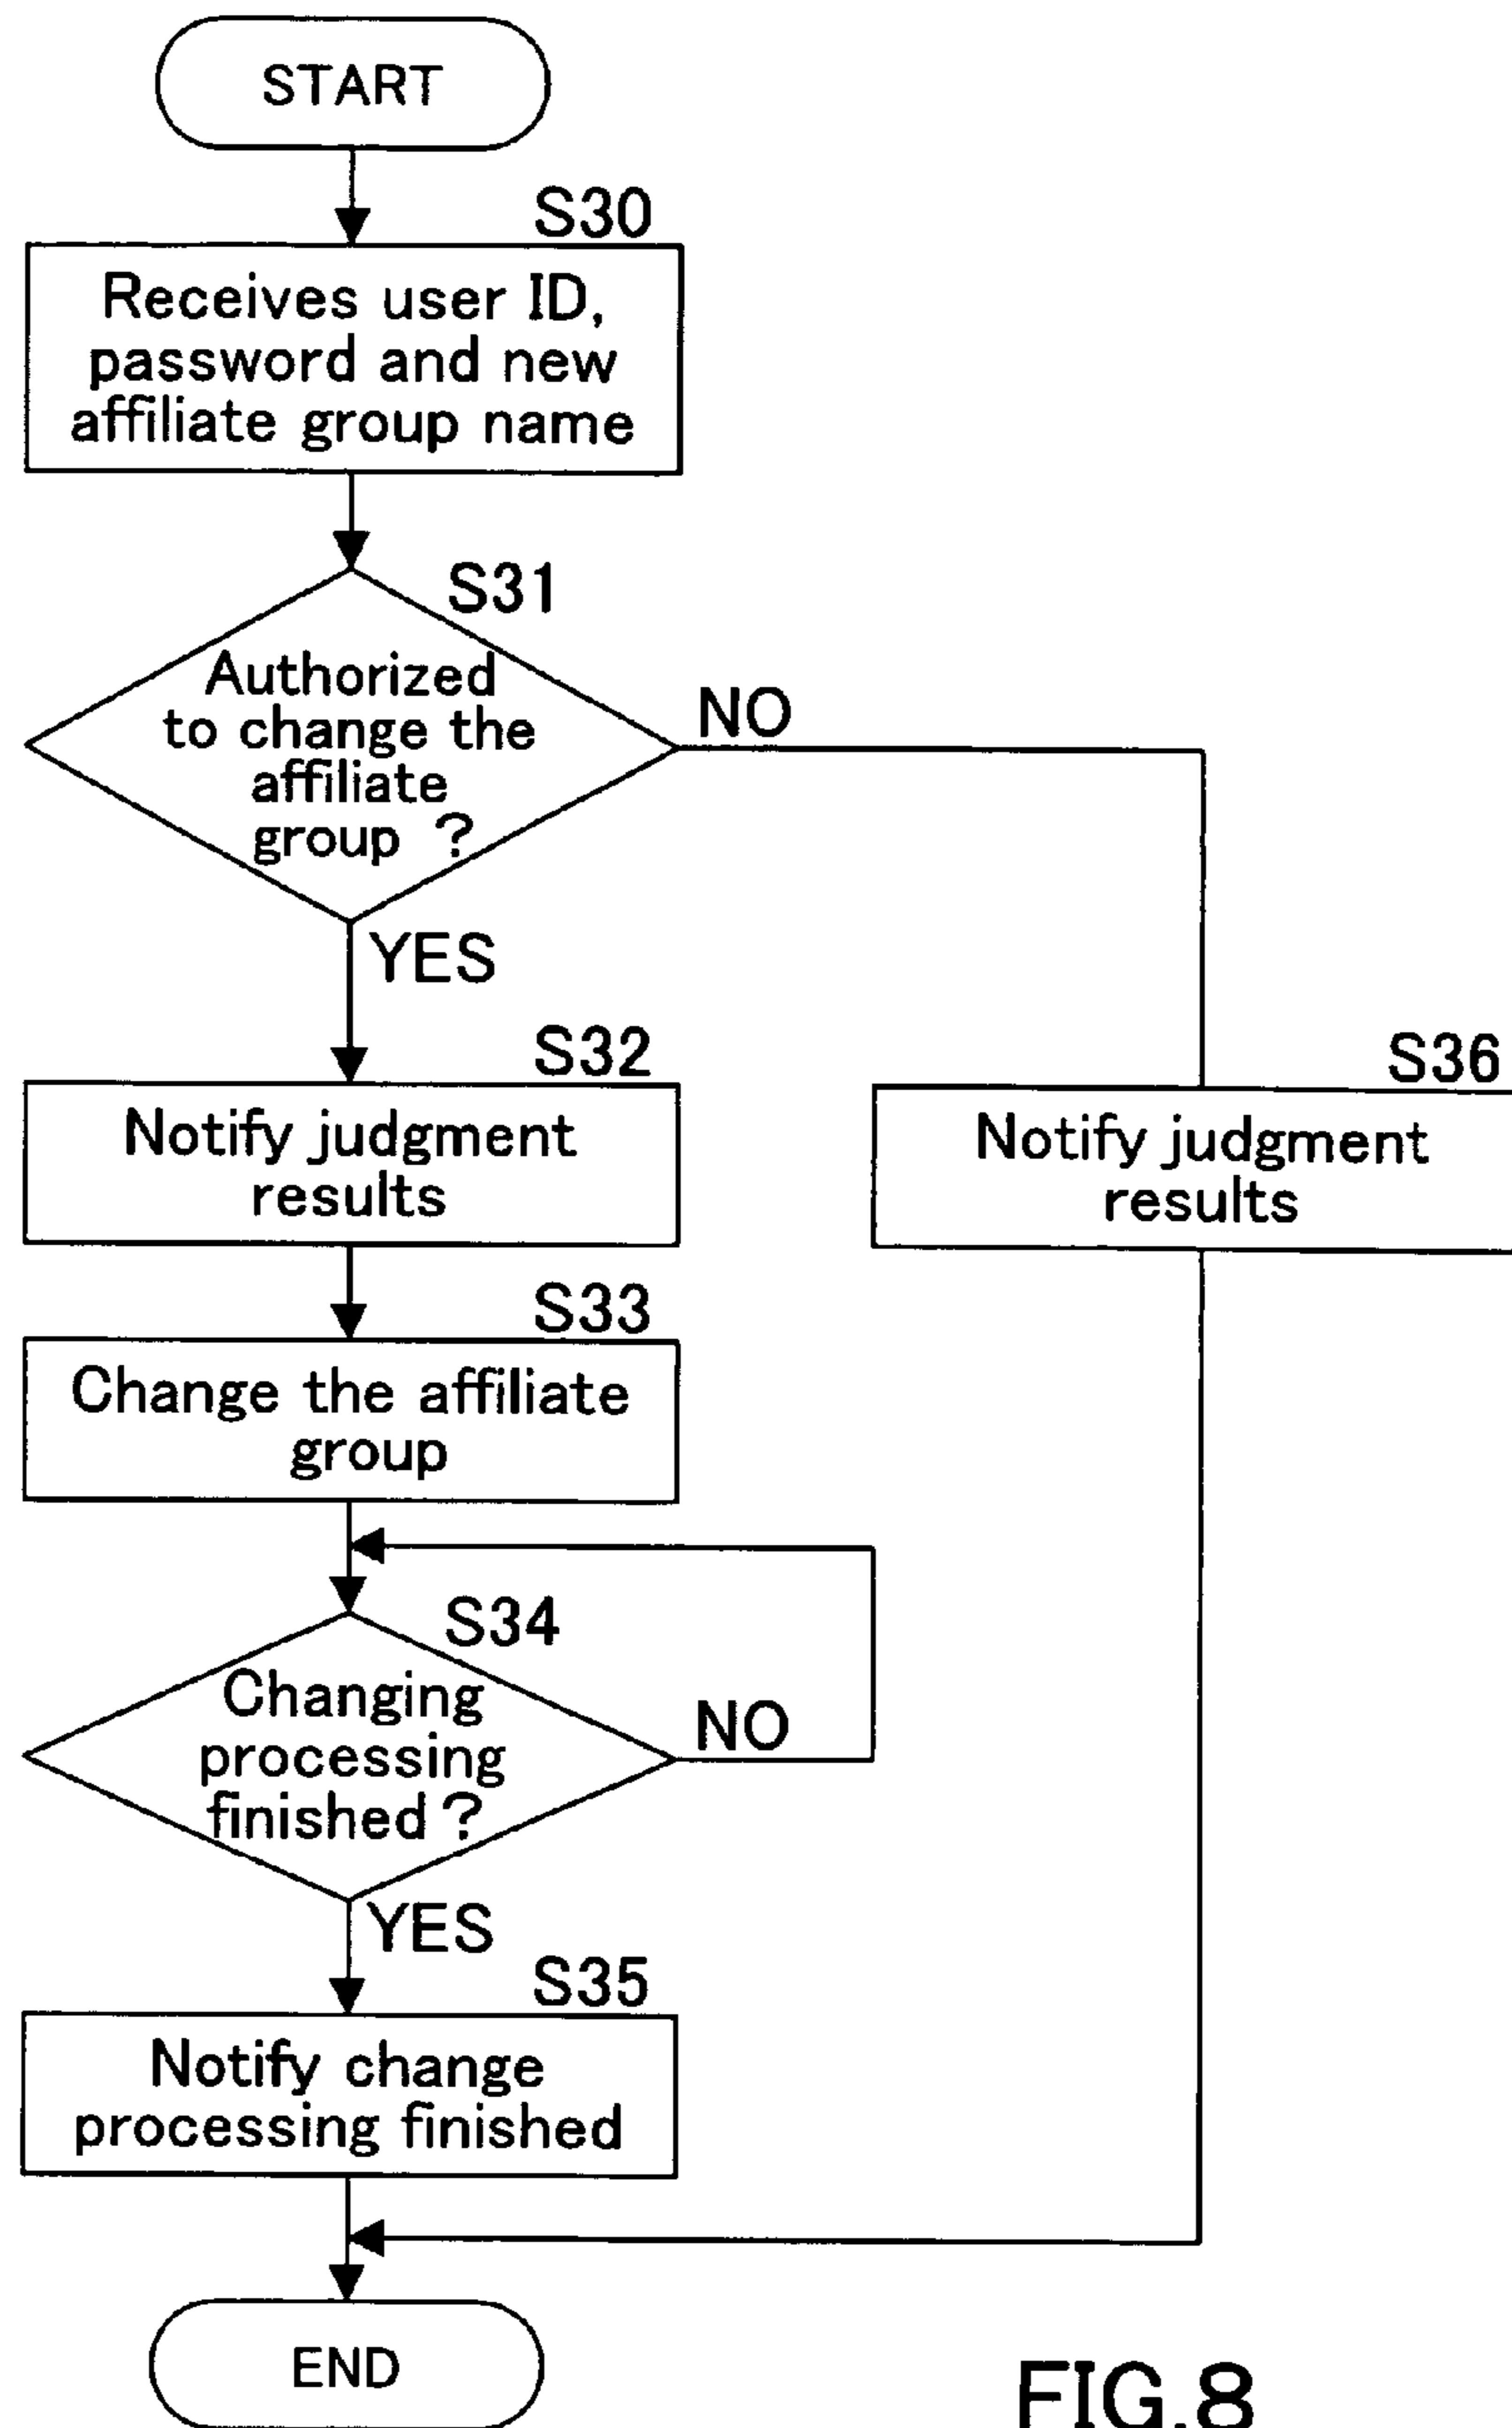 START
S30
Receives user ID,
password and new
affiliate group name
S31
Authorized
to change the
affiliate
group ?
NO
YES
S32
Notify judgment
results
S36
Notify judgment
results
S33
Change the affiliate
group
S34
Changing
processing
finished ?
NO
YES
S35
Notify change
processing finished
END
FIG.8